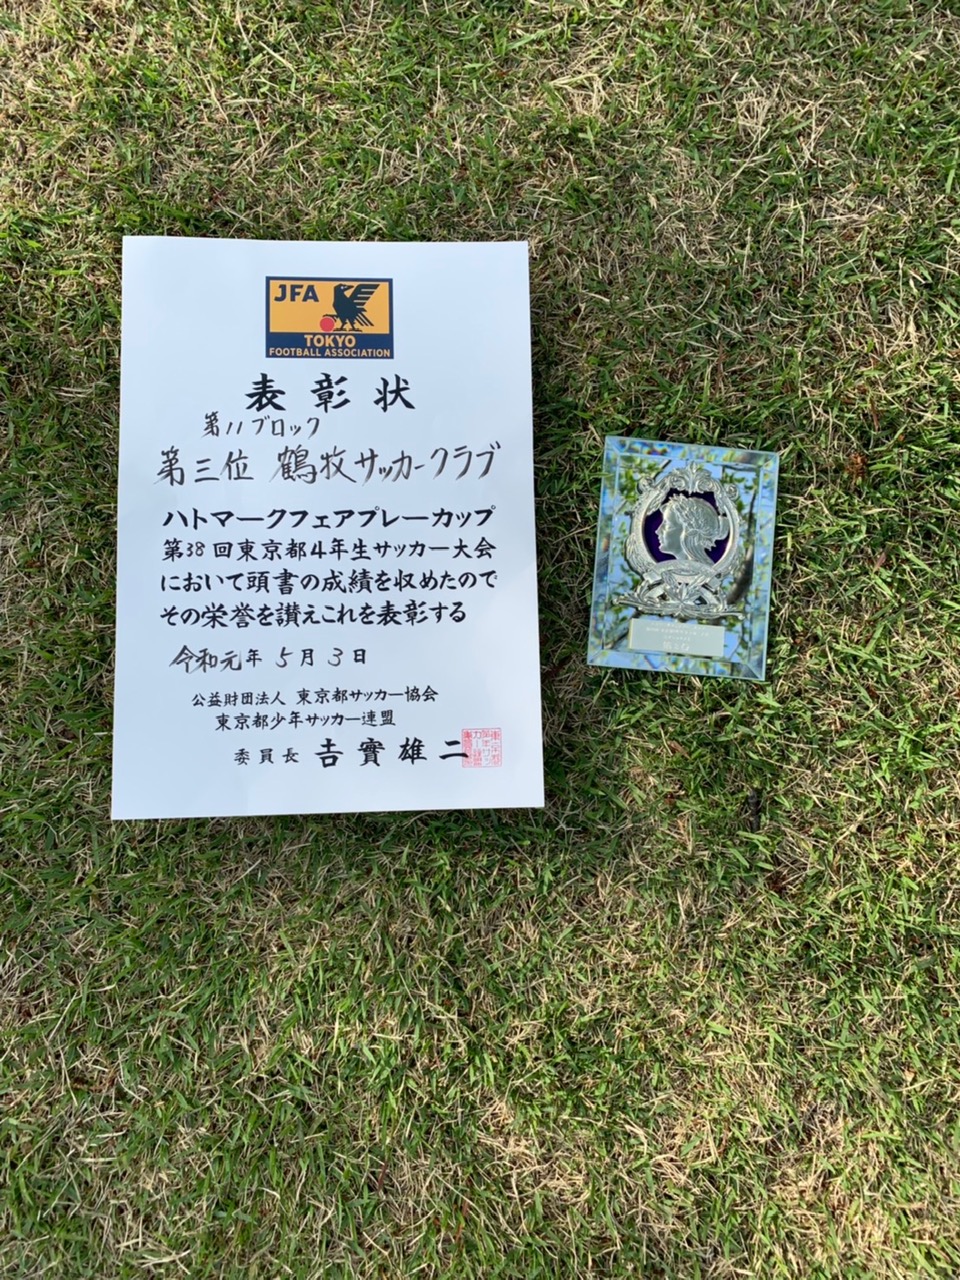 JFA
TOKYO
FOOTBALL ASSOCIATION
表彰状
第11ブロック
第三位 鶴牧サッカークラブ
ハトマークフェアプレーカップ
第38回東京都4年生サッカー大会
において頭書の成績を収めたので
その栄誉を讃えこれを表彰する
令和元年 5月 3日
公益財団法人 東京都サッカー協会
東京都少年サッカー連盟
委員長 吉實雄二